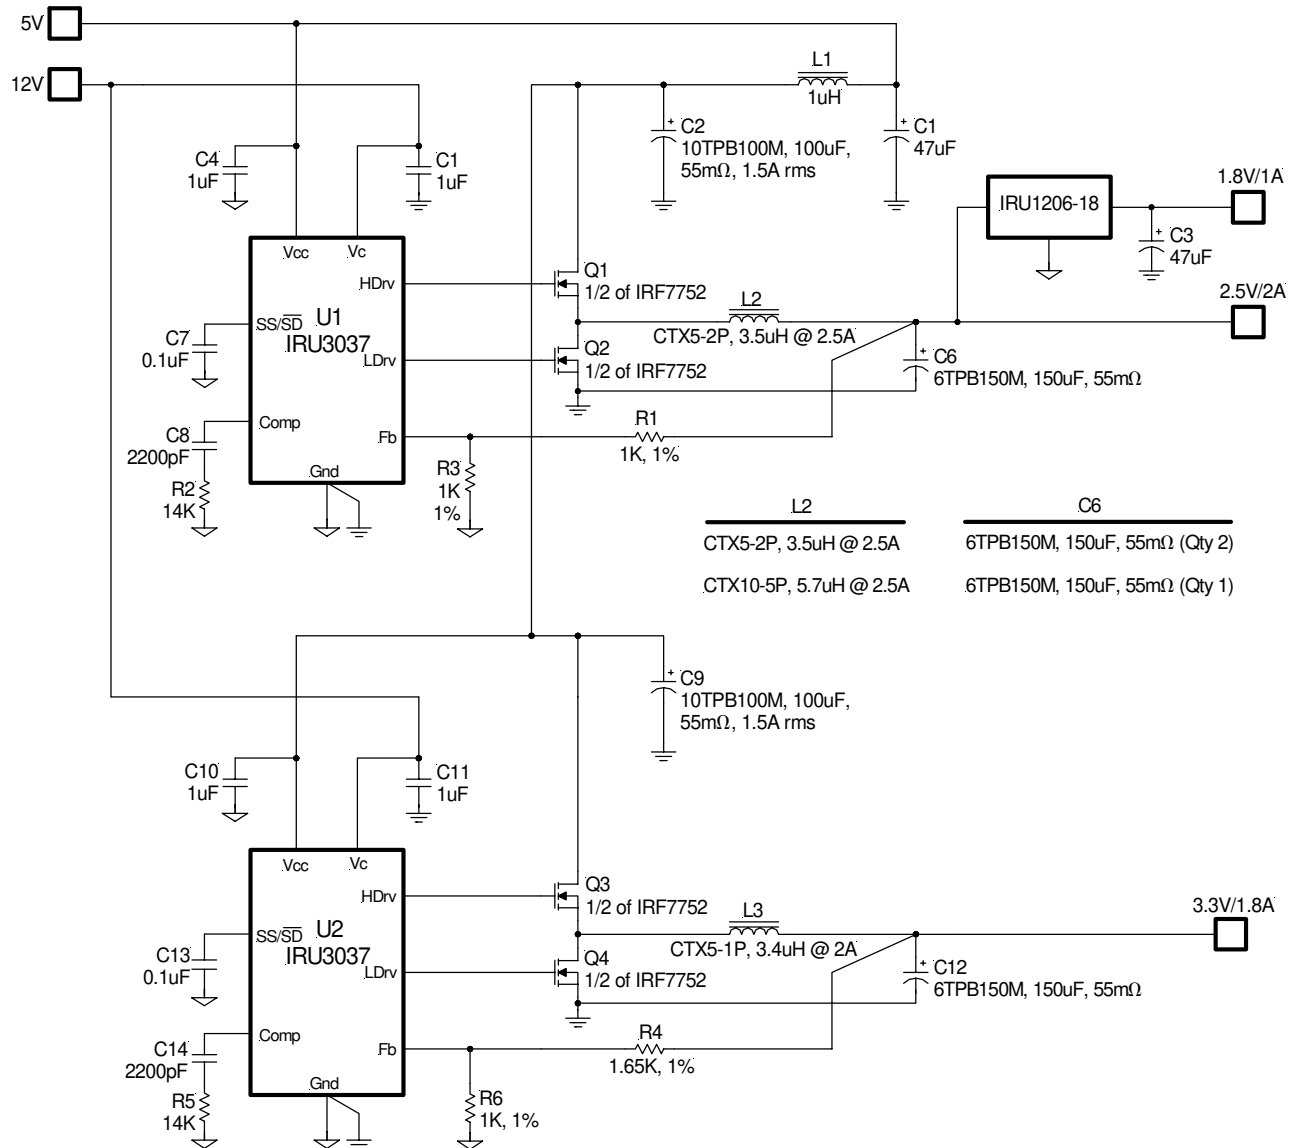 5V
12V
L1
1uH
C2
10TPB100M, 100uF,
55mΩ, 1.5A rms
C1
47uF
C4
1uF
C1
1uF
IRU1206-18
1.8V/1A
C3
47uF
Vcc
Vc
HDrv
U1
IRU3037
SS/SD
LDrv
Comp
Fb
Gnd
C7
0.1uF
C8
2200pF
R2
14K
Q1
1/2 of IRF7752
L2
CTX5-2P, 3.5uH @ 2.5A
2.5V/2A
Q2
1/2 of IRF7752
C6
6TPB150M, 150uF, 55mΩ
R1
1K, 1%
R3
1K
1%
L2 C6
CTX5-2P, 3.5uH @ 2.5A 6TPB150M, 150uF, 55mΩ (Qty 2)
CTX10-5P, 5.7uH @ 2.5A 6TPB150M, 150uF, 55mΩ (Qty 1)
C9
10TPB100M, 100uF,
55mΩ, 1.5A rms
C10
1uF
C11
1uF
Vcc
Vc
HDrv
U2
IRU3037
SS/SD
LDrv
Comp
Fb
Gnd
C13
0.1uF
C14
2200pF
R5
14K
Q3
1/2 of IRF7752
L3
CTX5-1P, 3.4uH @ 2A
3.3V/1.8A
Q4
1/2 of IRF7752
C12
6TPB150M, 150uF, 55mΩ
R4
1.65K, 1%
R6
1K, 1%